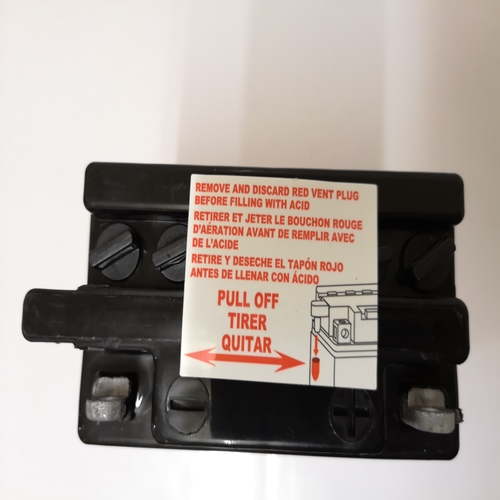 REMOVE AND DISCARD RED VENT PLUG
BEFORE FILLING WITH ACID
RETIRER ET JETER LE BOUCHON ROUGE
D'AÉRATION AVANT DE REMPLIR AVEC
DE L'ACIDE
RETIRE Y DESECHE EL TAPÓN ROJO
ANTES DE LLENAR CON ÁCIDO
PULL OFF
TIRER
QUITAR